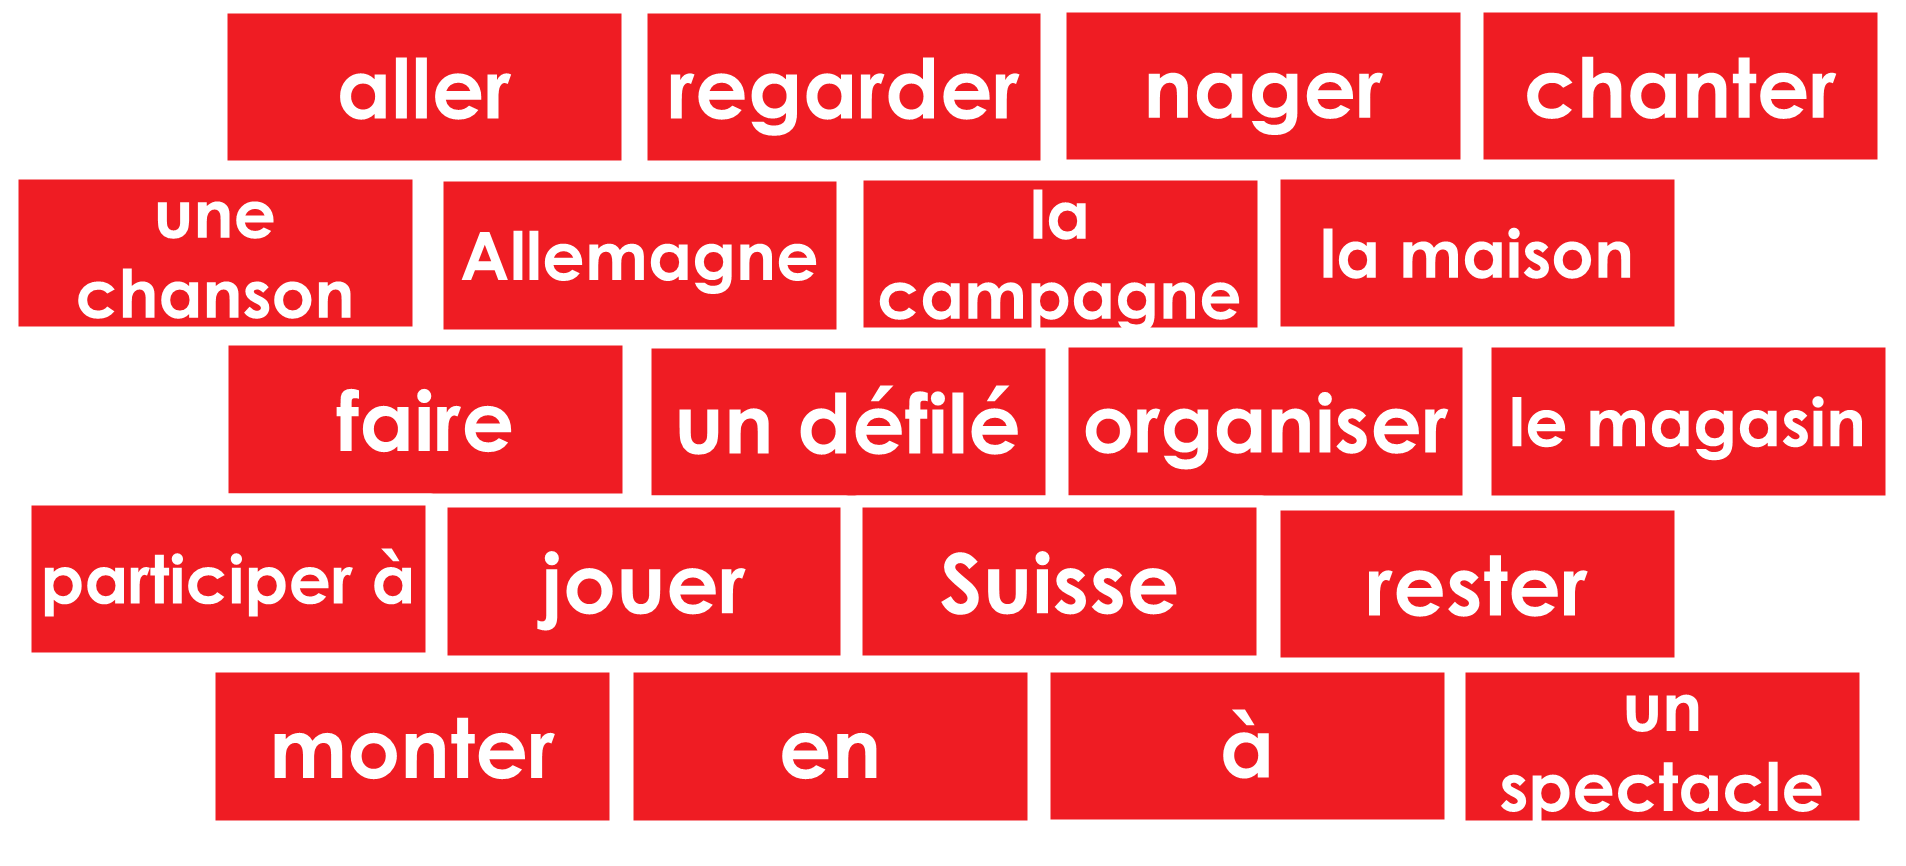 aller
regarder
nager
chanter
une
chanson
Allemagne
la
campagne
la maison
faire
un défilé
organiser
le magasin
participer à
jouer
Suisse
rester
monter
en
à
un
spectacle